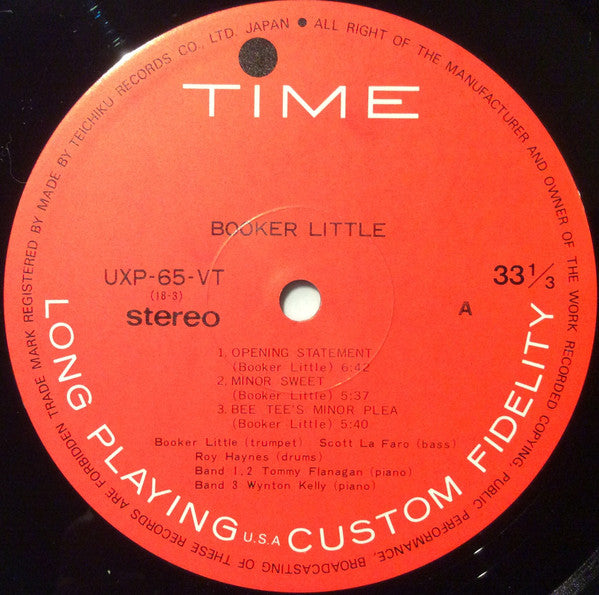 MADE BY TEICHIKU RECORDS CO., LTD. JAPAN • ALL RIGHT OF THE MANUFACTURER AND OWNER OF THE WORK RECORDED COPYING, PUBLIC PERFORMANCE, BROADCASTING OF THESE RECORDS ARE FORBIDDEN TRADE MARK REGISTERED BY
TIME
BOOKER LITTLE
UXP-65-VT
(18-3)
stereo
33 1/3
A
1. OPENING STATEMENT
(Booker Little) 6:42
2. MINOR SWEET
(Booker Little) 5:37
3. BEE TEE'S MINOR PLEA
(Booker Little) 5:40
Booker Little (trumpet) Scott La Faro (bass)
Roy Haynes (drums)
Band 1.2 Tommy Flanagan (piano)
Band 3 Wynton Kelly (piano)
LONG PLAYING U.S.A CUSTOM FIDELITY